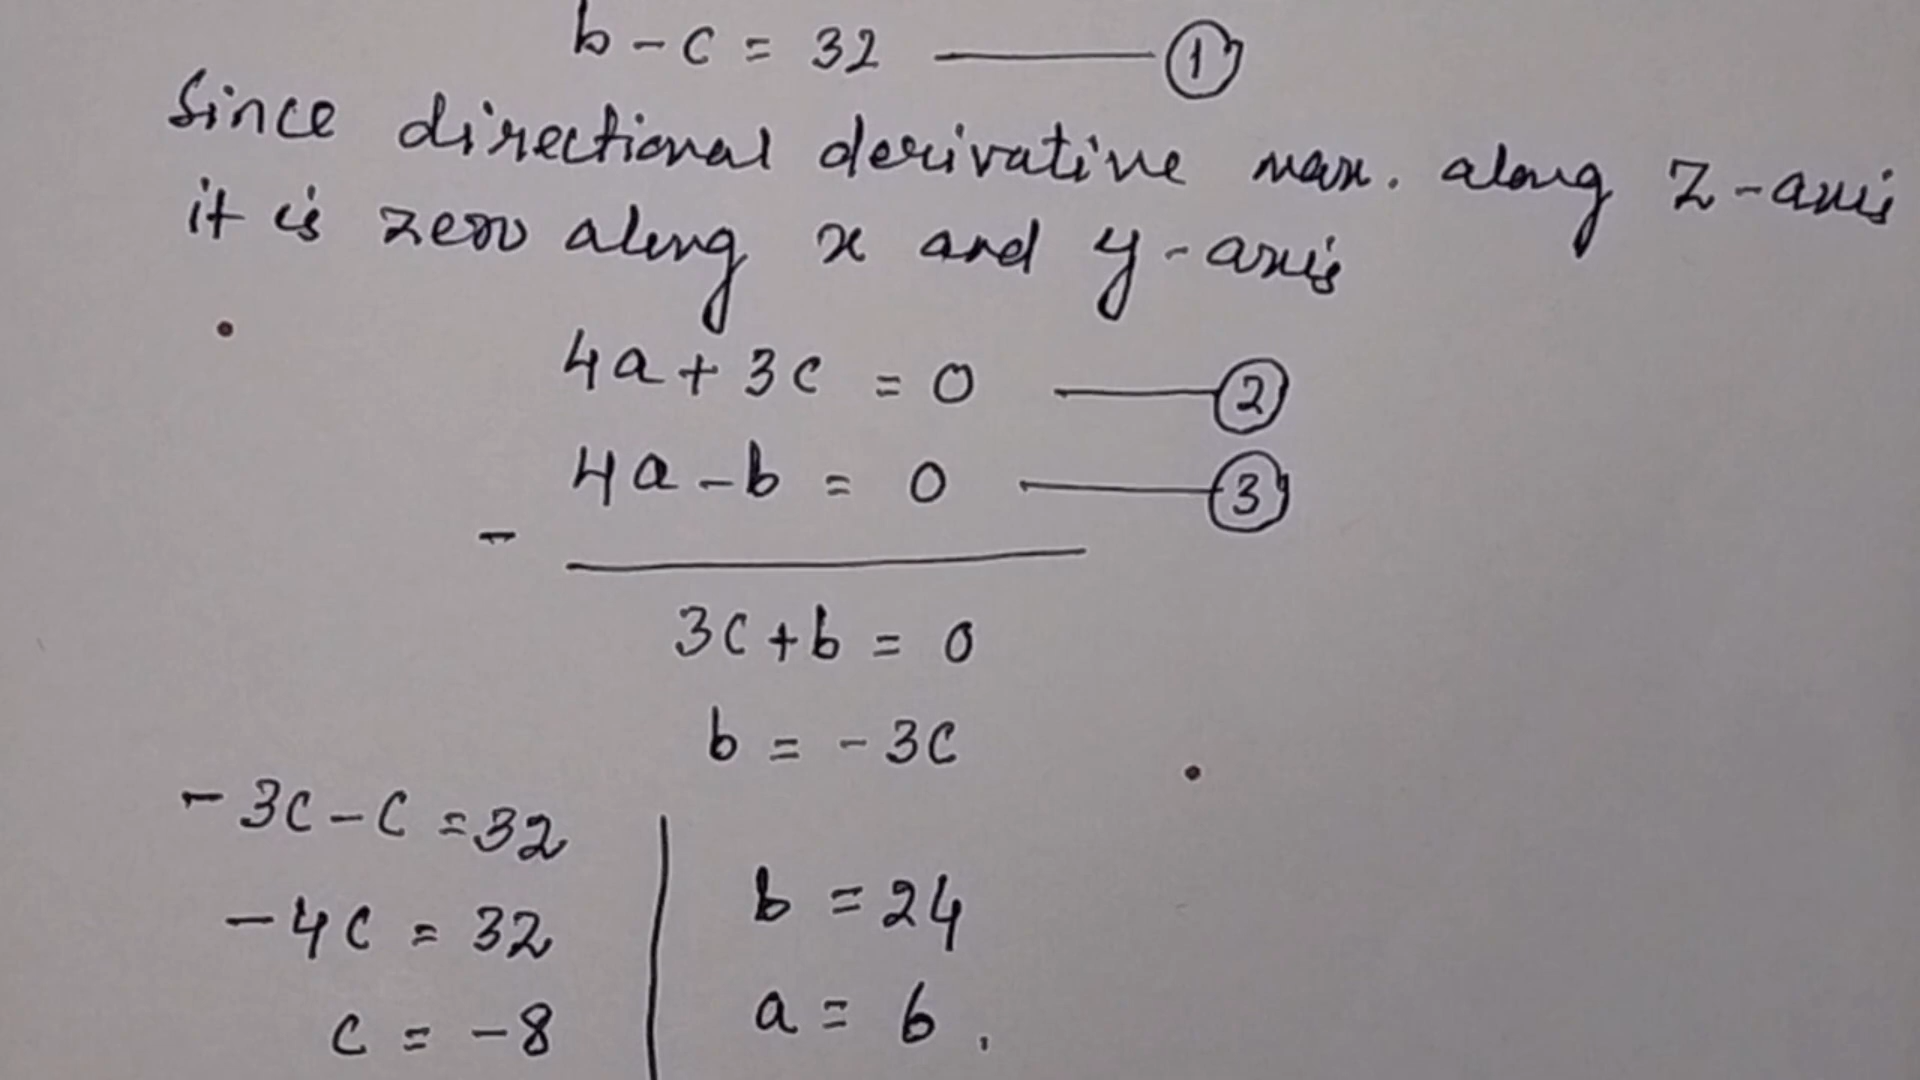 b - c = 32 ——— ①
Since directional derivative max. along Z-axis
it is zero along x and y-axis
4a + 3c = 0 ——— ②
4a - b = 0 ——— ③
-
3c + b = 0
b = -3c
-3c - c = 32
-4c = 32
c = -8
b = 24
a = 6.